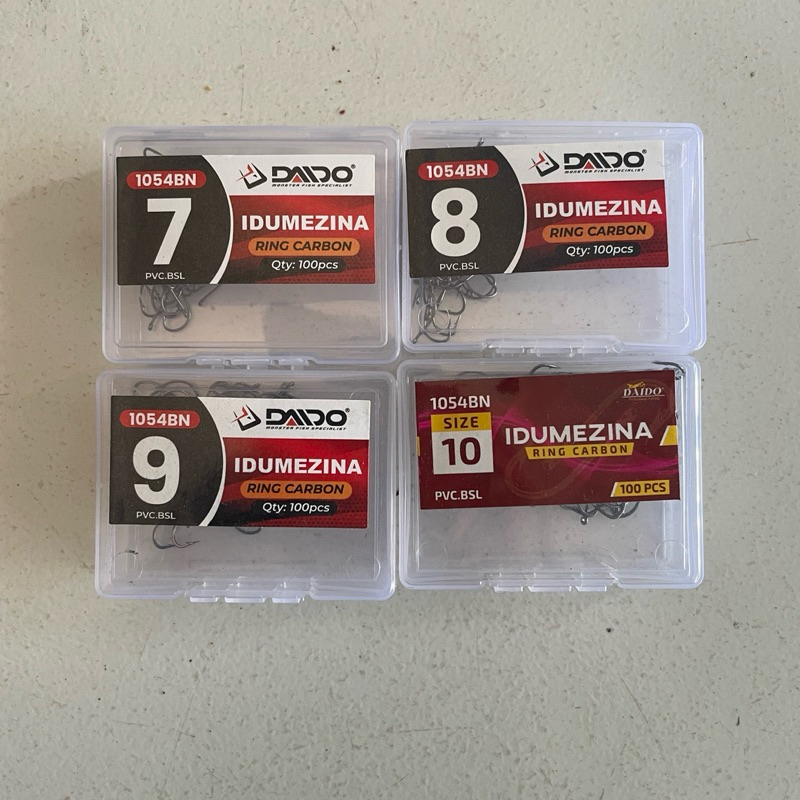 1054BN
7
PVC.BSL
DAIDO®
MONSTER FISH SPECIALIST
IDUMEZINA
RING CARBON
Qty: 100pcs
1054BN
8
PVC.BSL
DAIDO®
MONSTER FISH SPECIALIST
IDUMEZINA
RING CARBON
Qty: 100pcs
1054BN
9
PVC.BSL
DAIDO®
MONSTER FISH SPECIALIST
IDUMEZINA
RING CARBON
Qty: 100pcs
1054BN
SIZE
10
PVC.BSL
DAIDO®
IDUMEZINA
RING CARBON
100 PCS